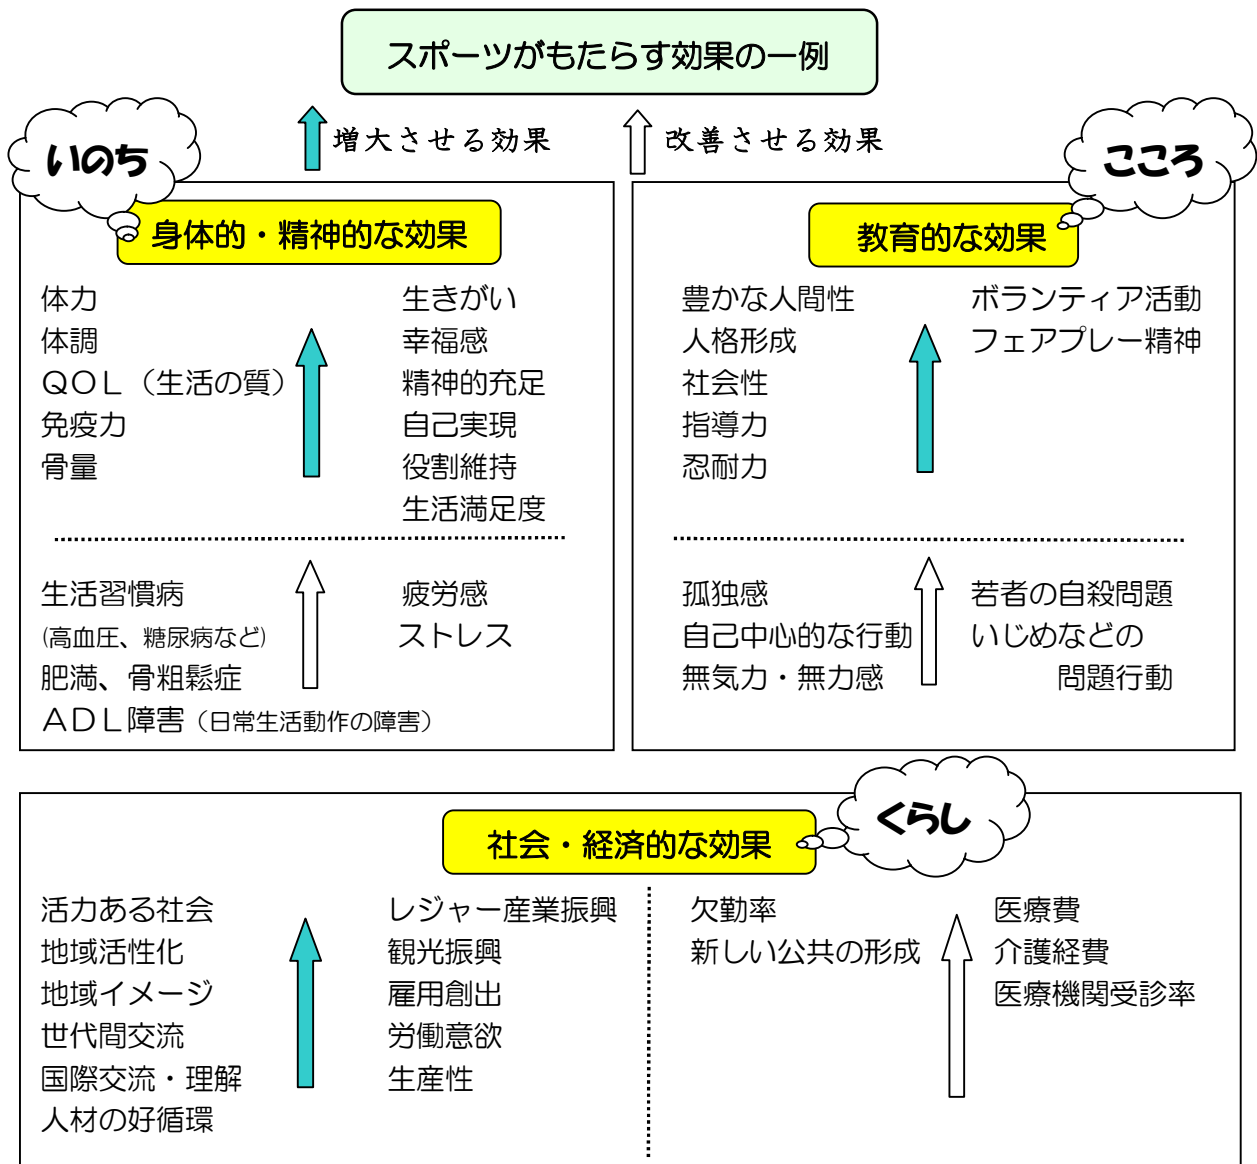 スポーツがもたらす効果の一例
増大させる効果
改善させる効果
いのち
身体的・精神的な効果
体力
体調
QOL（生活の質）
免疫力
骨量
生きがい
幸福感
精神的充足
自己実現
役割維持
生活満足度
生活習慣病
(高血圧、糖尿病など)
肥満、骨粗鬆症
ADL障害（日常生活動作の障害）
疲労感
ストレス
こころ
教育的な効果
豊かな人間性
人格形成
社会性
指導力
忍耐力
ボランティア活動
フェアプレー精神
孤独感
自己中心的な行動
無気力・無力感
若者の自殺問題
いじめなどの
問題行動
くらし
社会・経済的な効果
活力ある社会
地域活性化
地域イメージ
世代間交流
国際交流・理解
人材の好循環
レジャー産業振興
観光振興
雇用創出
労働意欲
生産性
欠勤率
新しい公共の形成
医療費
介護経費
医療機関受診率